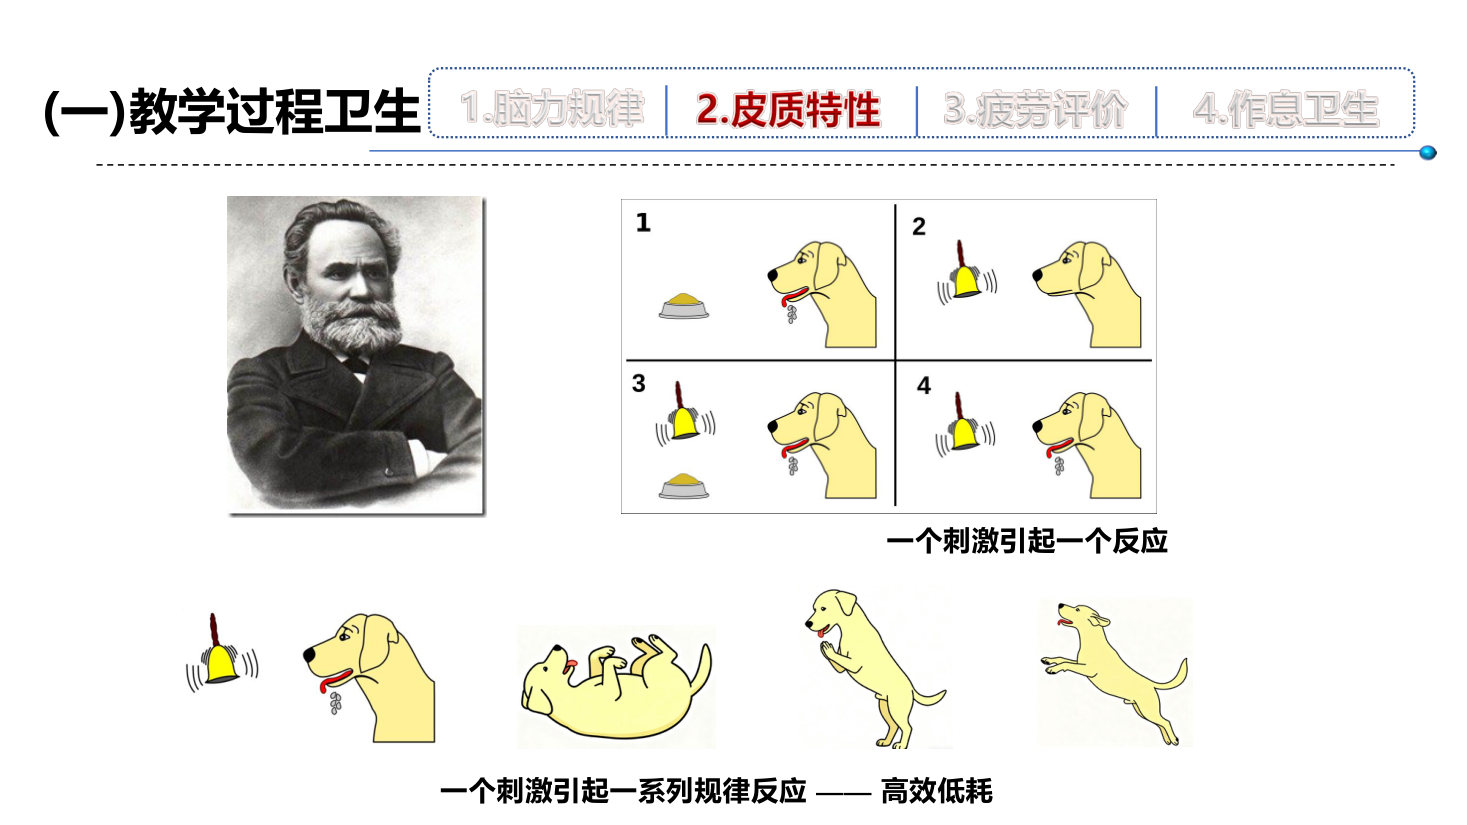 (一)教学过程卫生
1.脑力规律
2.皮质特性
3.疲劳评价
4.作息卫生
1
2
3
4
一个刺激引起一个反应
一个刺激引起一系列规律反应 —— 高效低耗